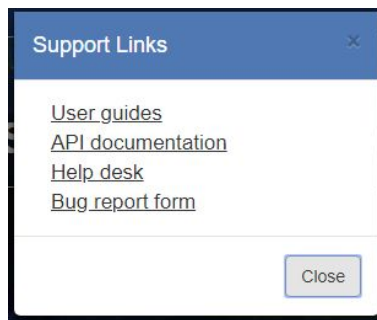 Support Links ×
User guides
API documentation
Help desk
Bug report form
Close